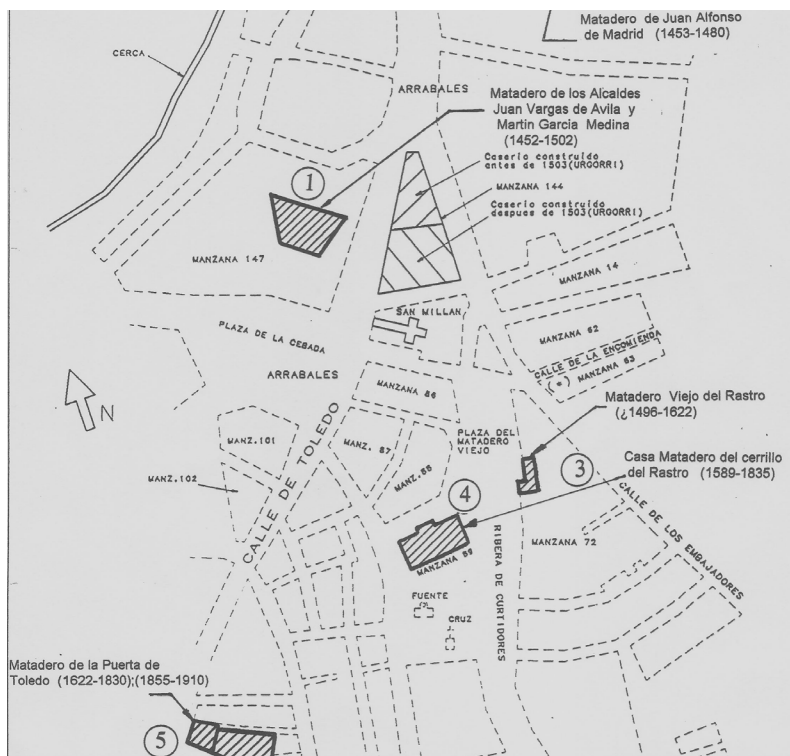 Matadero de Juan Alfonso
de Madrid (1453-1480)
CERCA
ARRABALES
Matadero de los Alcaldes
Juan Vargas de Avila y
Martin Garcia Medina
(1452-1502)
Caserio construido
antes de 1503(URGORRI)
MANZANA 144
Caserio construido
despues de 1503(URGORRI)
1
MANZANA 147
MANZANA 14
SAN MILLAN
PLAZA DE LA CEBADA
MANZANA 62
CALLE DE LA ENCOMIENDA
MANZANA 63
(*)
ARRABALES
MANZANA 86
N
Matadero Viejo del Rastro
(¿1496-1622)
PLAZA DEL
MATADERO
VIEJO
MANZ.101
MANZ. 87
MANZ.85
CALLE DE TOLEDO
MANZ.102
3
Casa Matadero del cerrillo
del Rastro (1589-1835)
4
CALLE DE LOS EMBAJADORES
MANZANA 72
RIBERA DE CURTIDORES
FUENTE
CRUZ
Matadero de la Puerta de
Toledo (1622-1830);(1855-1910)
5